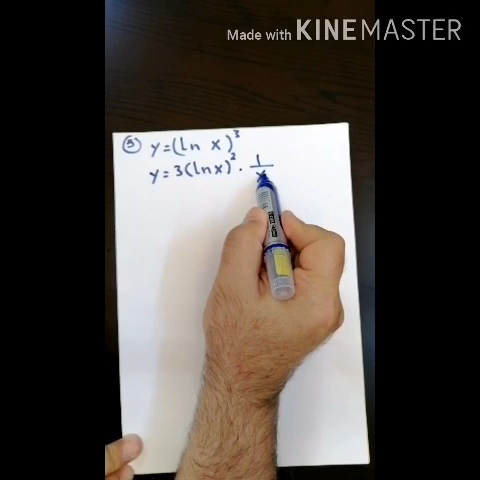 Made with KINEMASTER
⑤ y=(ln x)³
y=3(lnx)² . 1/x